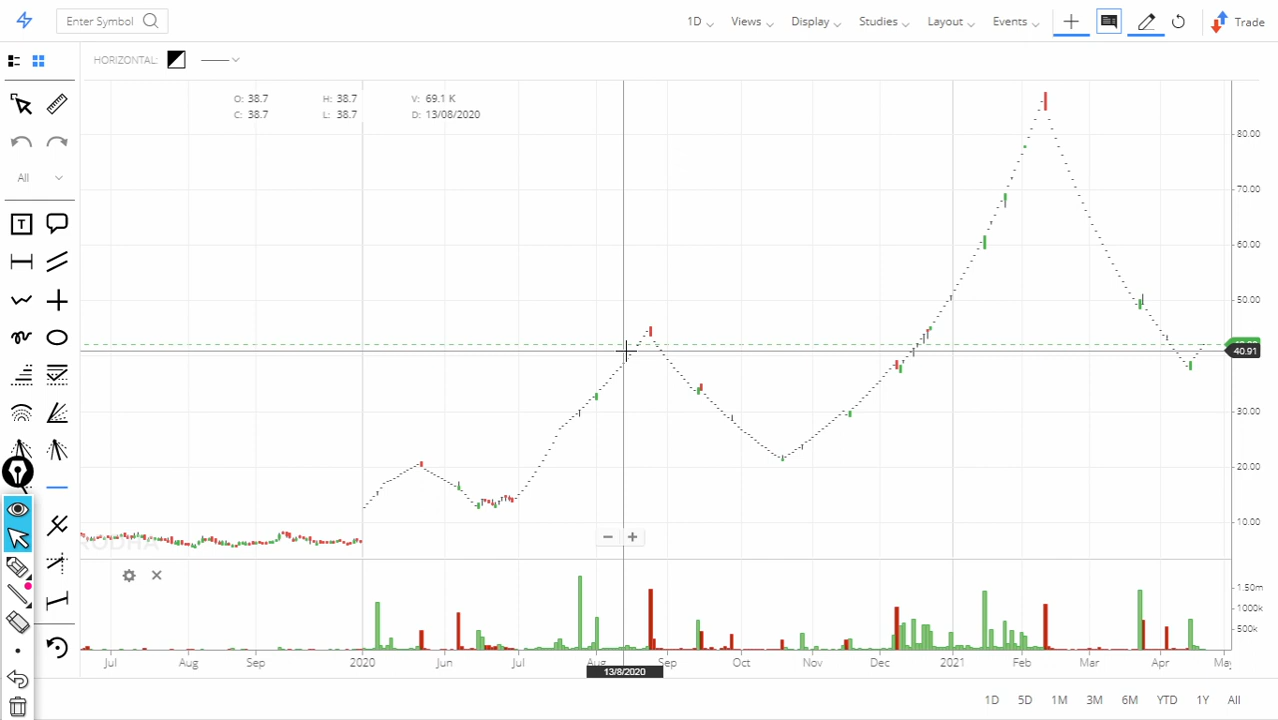 Enter Symbol
1D Views Display Studies Layout Events Trade
HORIZONTAL:
O: 38.7 H: 38.7 V: 69.1 K
C: 38.7 L: 38.7 D: 13/08/2020
All
T
80.00
70.00
60.00
50.00
40.91
30.00
20.00
10.00
1.50m
1000k
500k
Jul Aug Sep 2020 Jun Jul Aug Sep Oct Nov Dec 2021 Feb Mar Apr
13/8/2020
1D 5D 1M 3M 6M YTD 1Y All